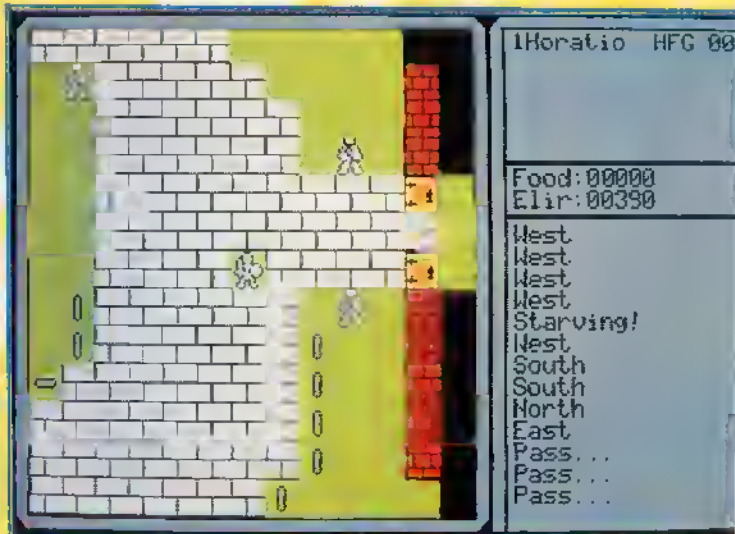 1Horatio HFG 00
Food:00000
Elir:00390
West
West
West
West
Starving!
West
South
South
North
East
Pass...
Pass...
Pass...